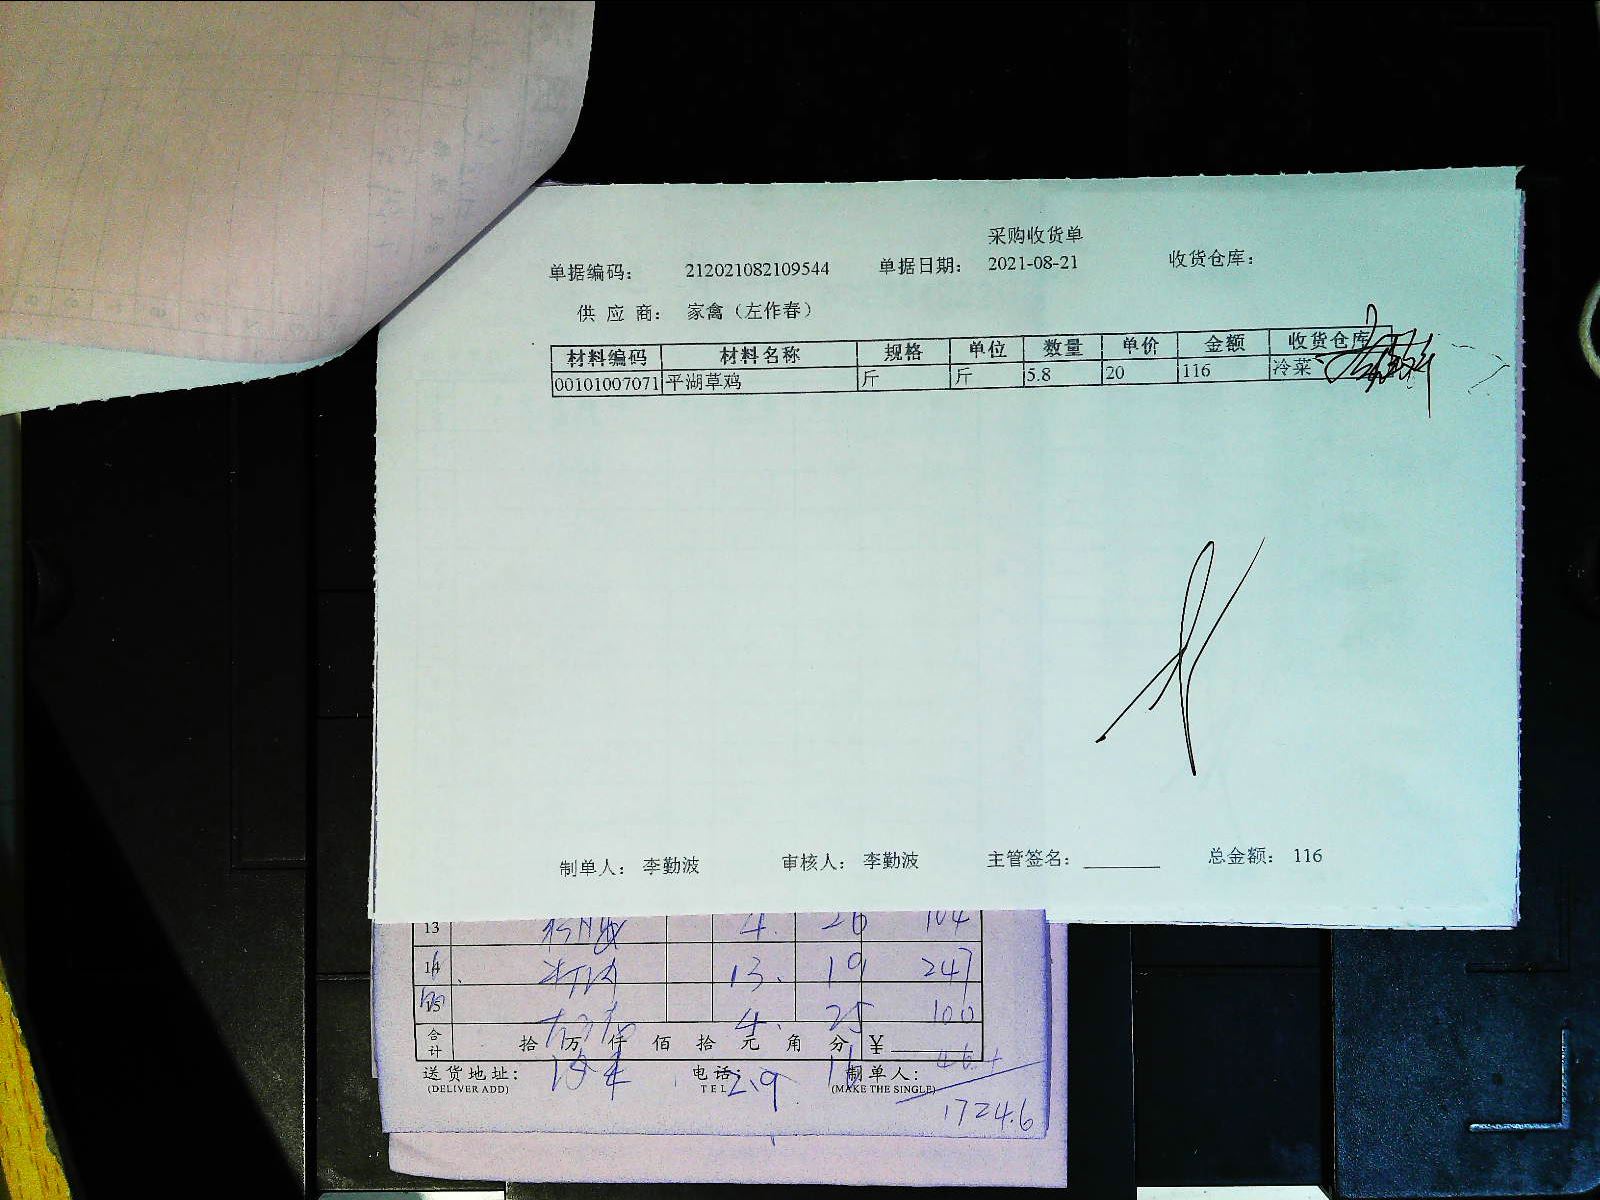 采购收货单
单据编码： 212021082109544 单据日期： 2021-08-21 收货仓库：
供 应 商： 家禽（左作春）
材料编码 材料名称 规格 单位 数量 单价 金额 收货仓库
00101007071 平湖草鸡 斤 斤 5.8 20 116 冷菜
制单人： 李勤波 审核人： 李勤波 主管签名： 总金额： 116
13 4. 26 104
14 13. 19 247
15 4. 25 100
合计 拾 万 仟 佰 拾 元 角 分 ¥
送货地址： 电话： 制单人：
(DELIVER ADD) TEL 2.9 (MAKE THE SINGLE)
1724.6